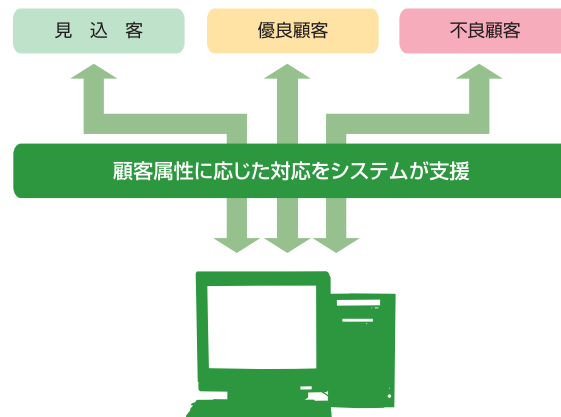 見 込 客
優良顧客
不良顧客
顧客属性に応じた対応をシステムが支援